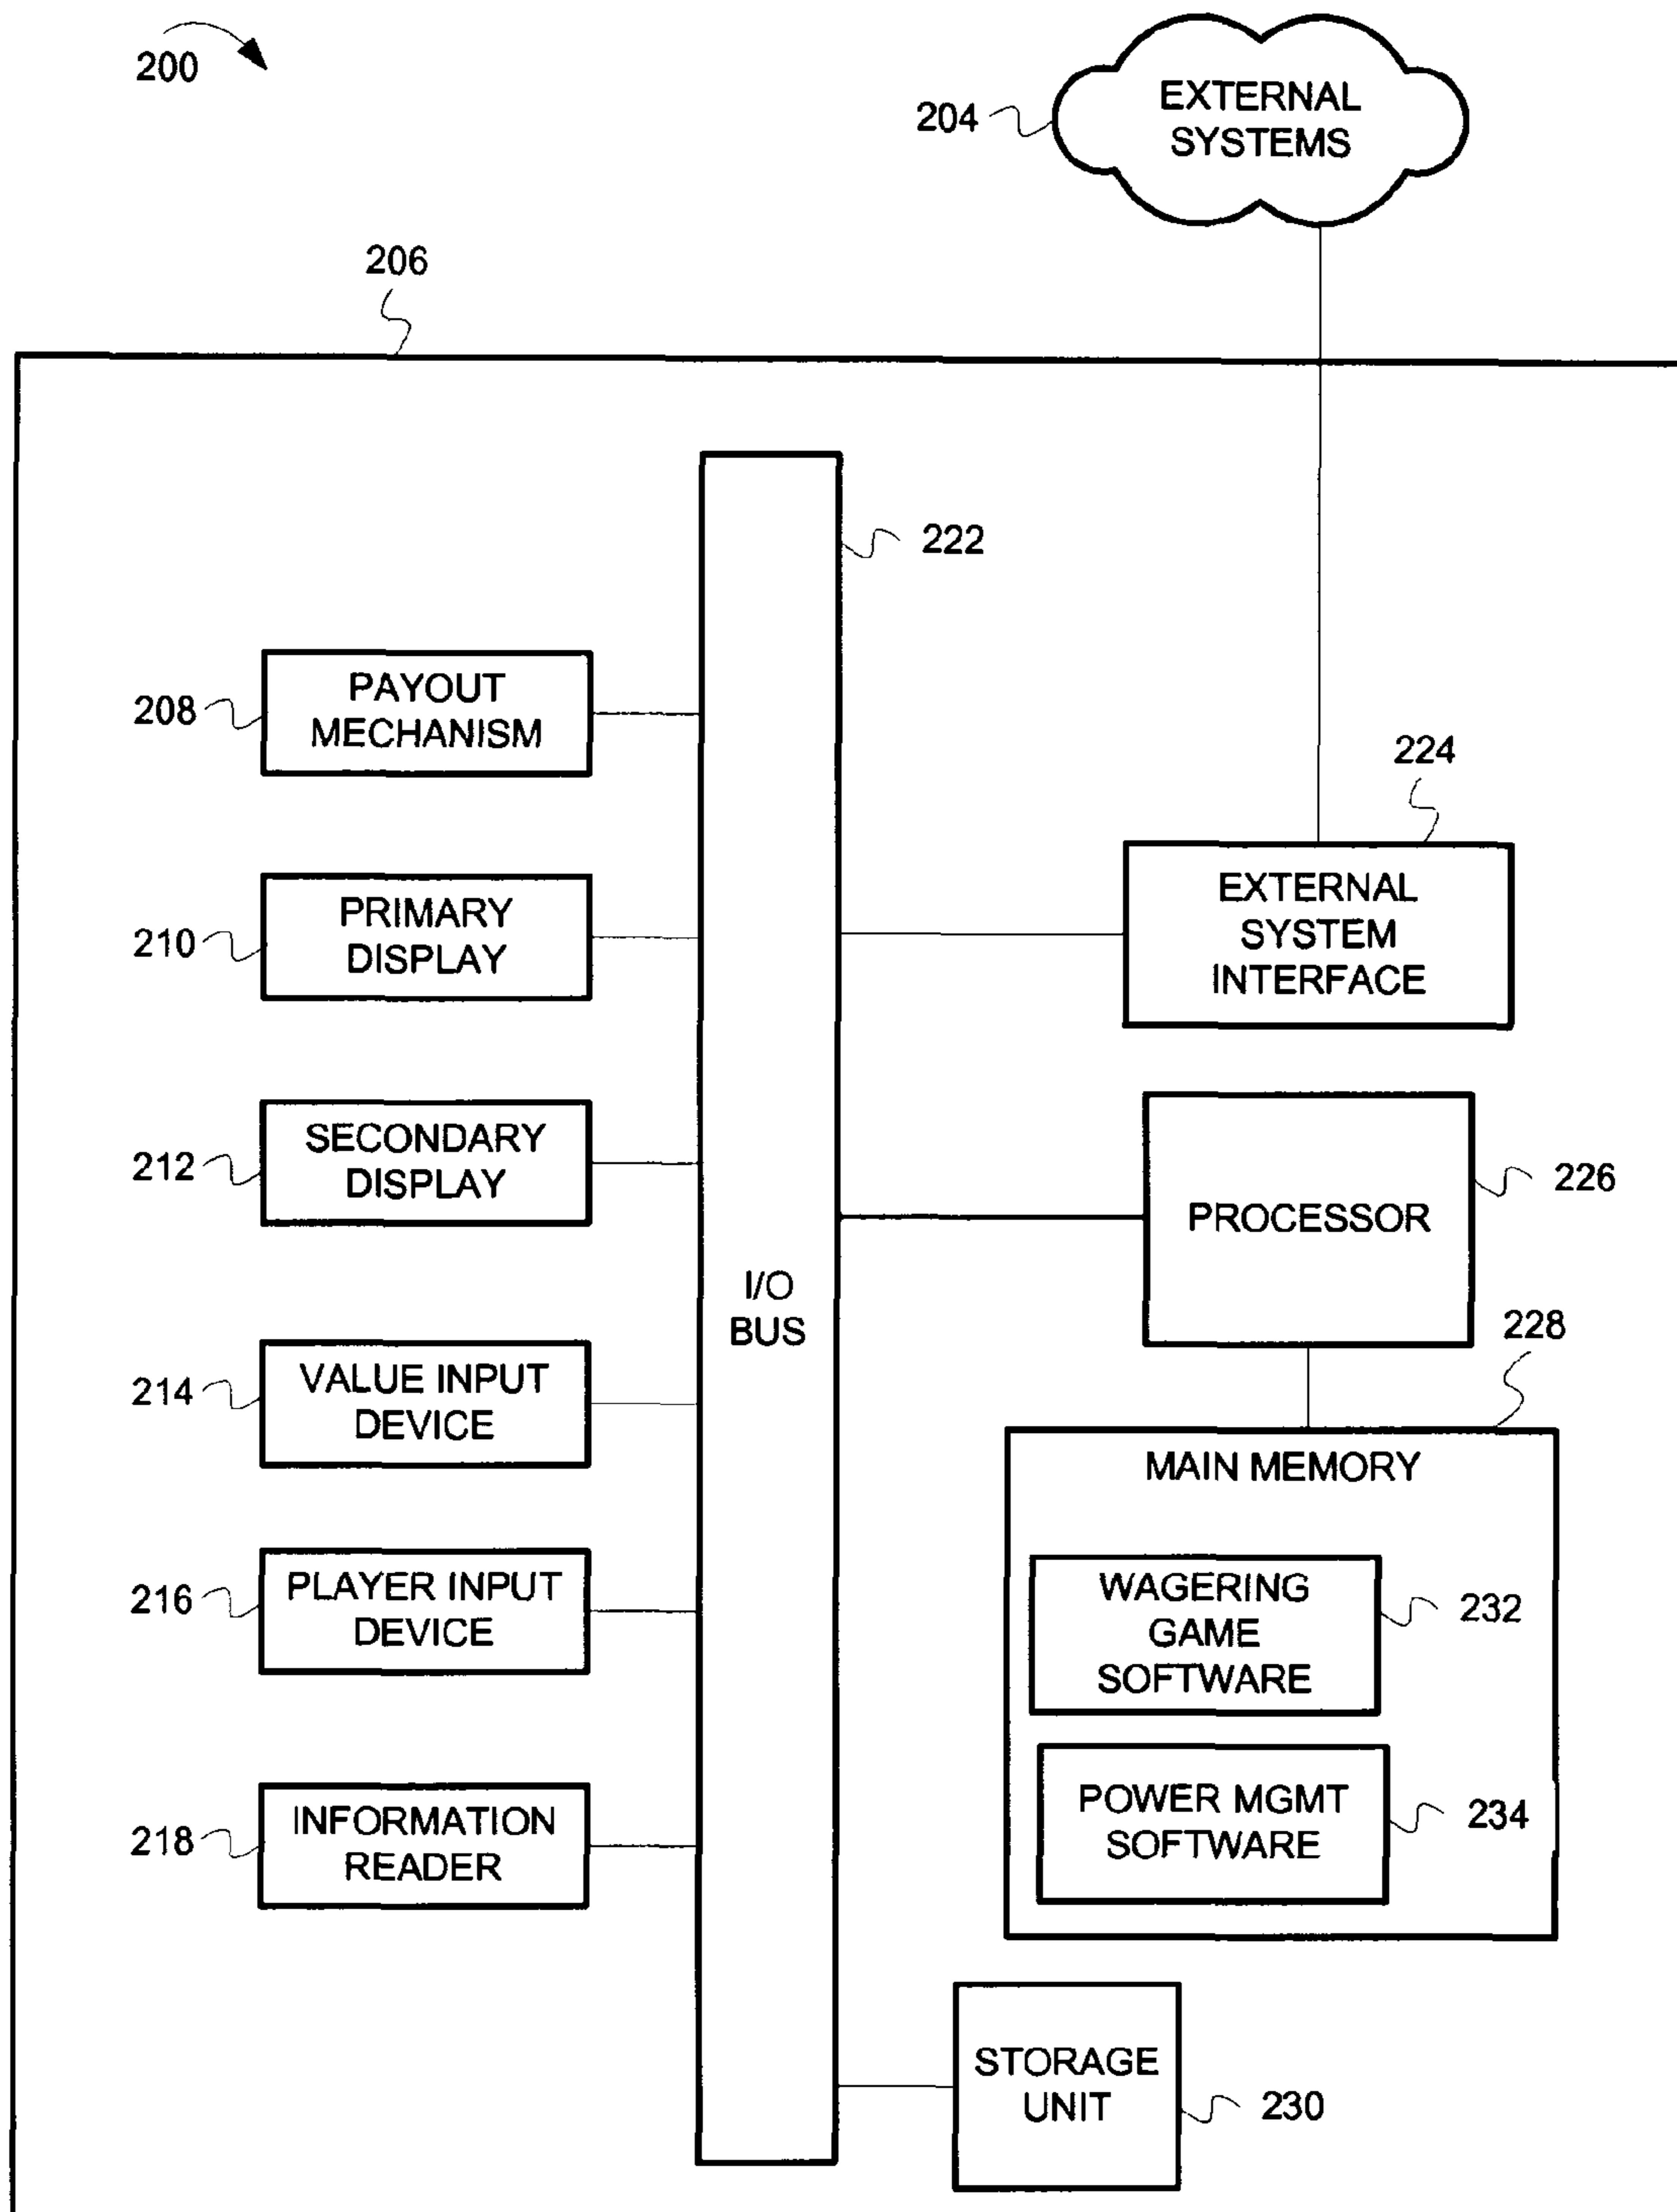 200
EXTERNAL
SYSTEMS
204
206
222
PAYOUT
MECHANISM
208
224
PRIMARY
DISPLAY
210
EXTERNAL
SYSTEM
INTERFACE
SECONDARY
DISPLAY
212
PROCESSOR
226
I/O
BUS
228
VALUE INPUT
DEVICE
214
MAIN MEMORY
PLAYER INPUT
DEVICE
216
WAGERING
GAME
SOFTWARE
232
POWER MGMT
SOFTWARE
234
INFORMATION
READER
218
STORAGE
UNIT
230